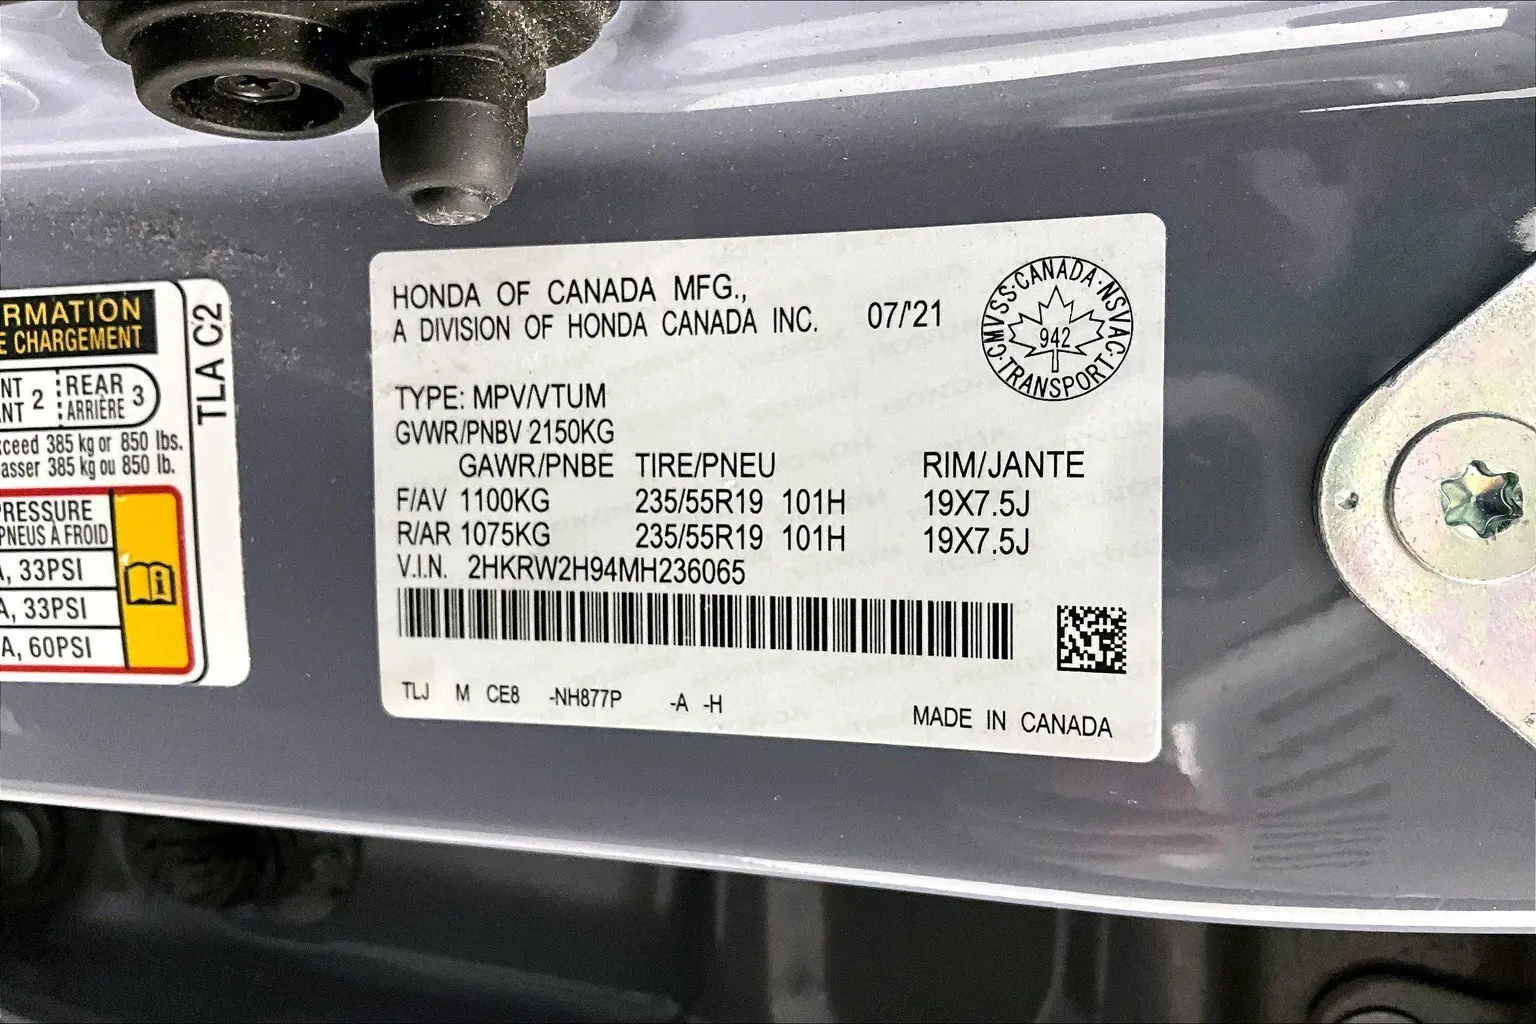 RMATION
E CHARGEMENT
NT 2 REAR 3
NT ARRIÈRE
xceed 385 kg or 850 lbs.
asser 385 kg ou 850 lb.
PRESSURE
PNEUS À FROID
A, 33PSI
A, 33PSI
A, 60PSI
TLA C2
HONDA OF CANADA MFG.,
A DIVISION OF HONDA CANADA INC. 07/'21
CMVSS · CANADA · NSVAC · TRANSPORT ·
942
TYPE: MPV/VTUM
GVWR/PNBV 2150KG
GAWR/PNBE TIRE/PNEU RIM/JANTE
F/AV 1100KG 235/55R19 101H 19X7.5J
R/AR 1075KG 235/55R19 101H 19X7.5J
V.I.N. 2HKRW2H94MH236065
TLJ M CE8 -NH877P -A -H
MADE IN CANADA